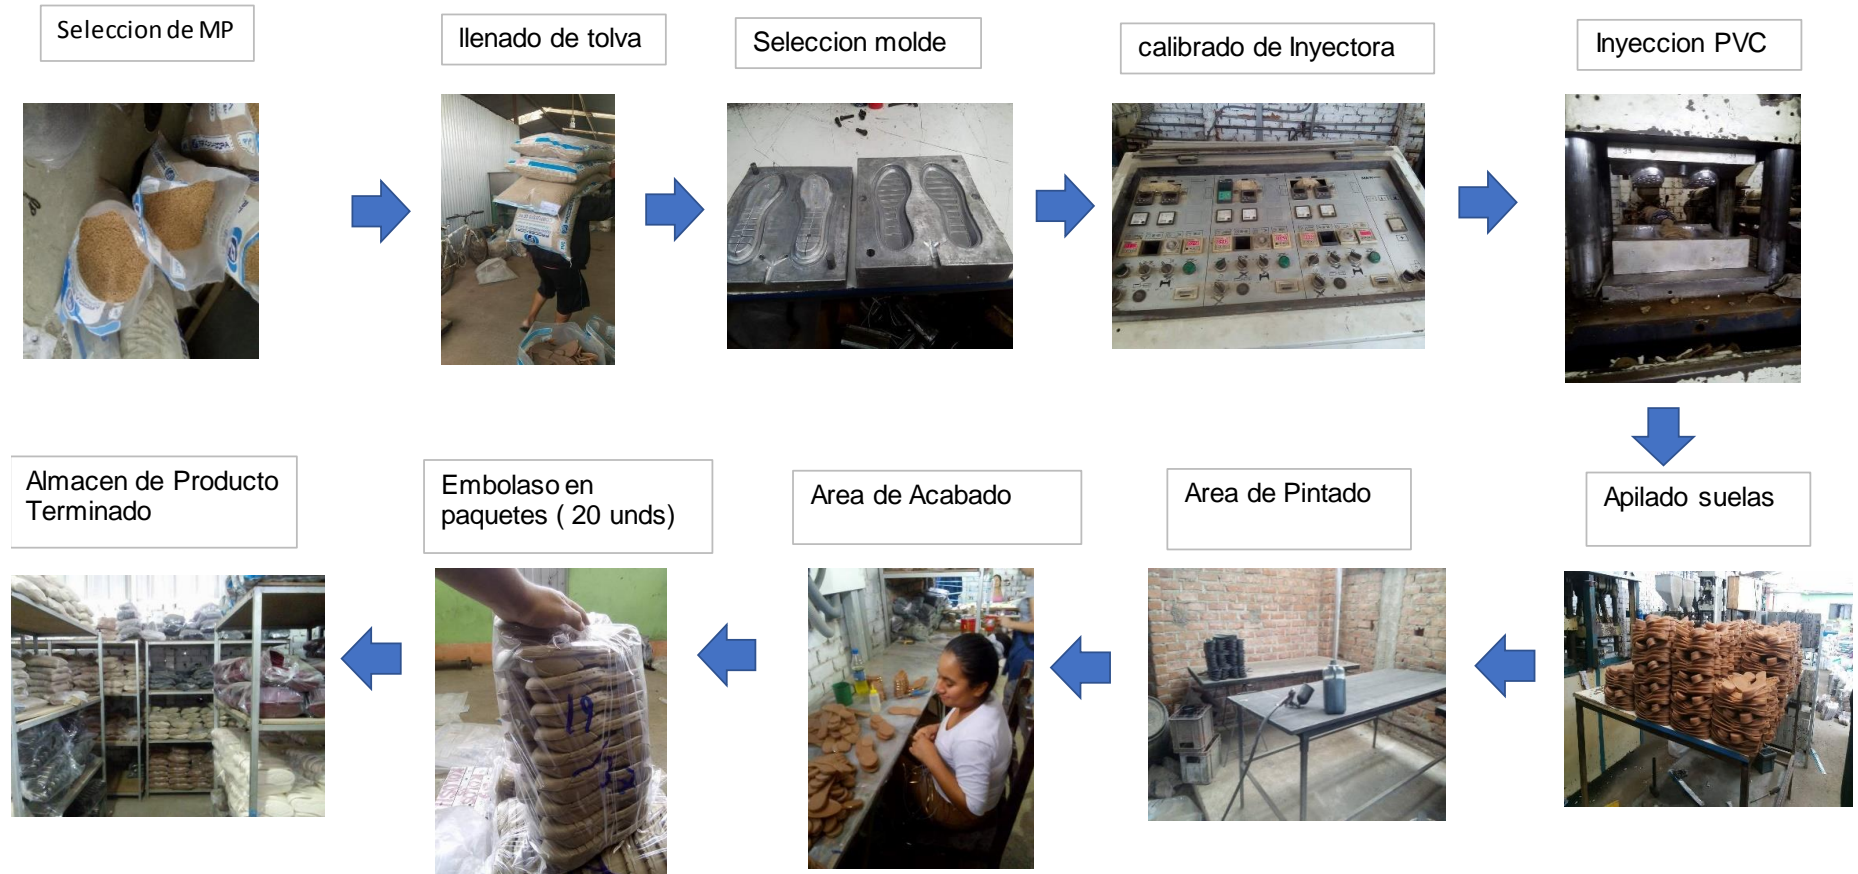 Seleccion de MP
llenado de tolva
Seleccion molde
calibrado de Inyectora
Inyeccion PVC
Almacen de Producto
Terminado
Embolaso en
paquetes ( 20 unds)
Area de Acabado
Area de Pintado
Apilado suelas
19